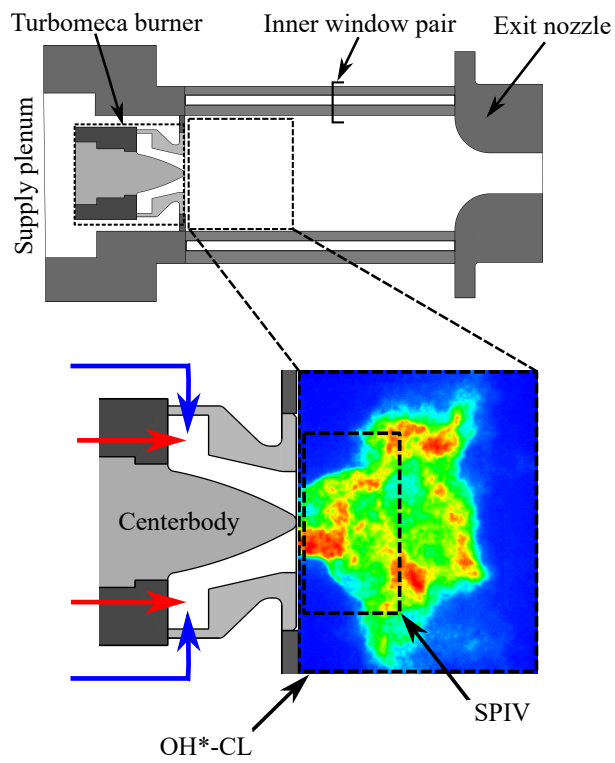 Turbomeca burner
Inner window pair
Exit nozzle
Supply plenum
Centerbody
SPIV
OH*-CL